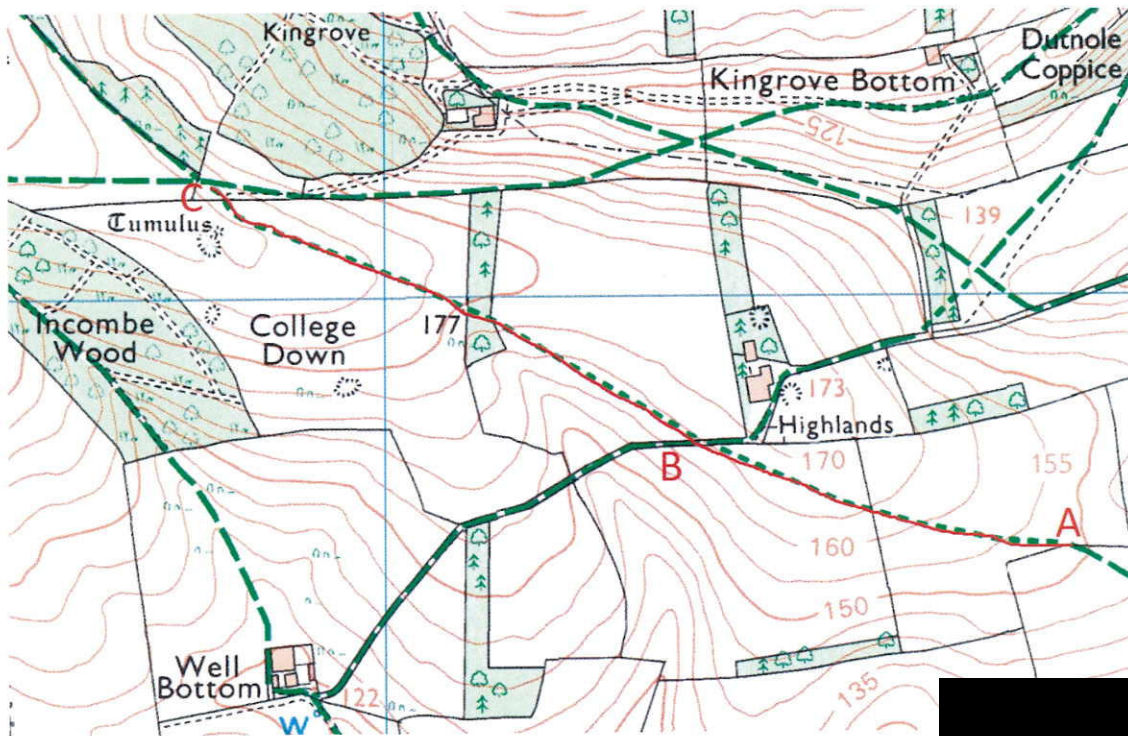 Kingrove
Dutnole
Coppice
Kingrove Bottom
125
C
Tumulus
139
177
Incombe
Wood
College
Down
173
Highlands
B
170
155
A
160
150
Well
Bottom
122
135
W